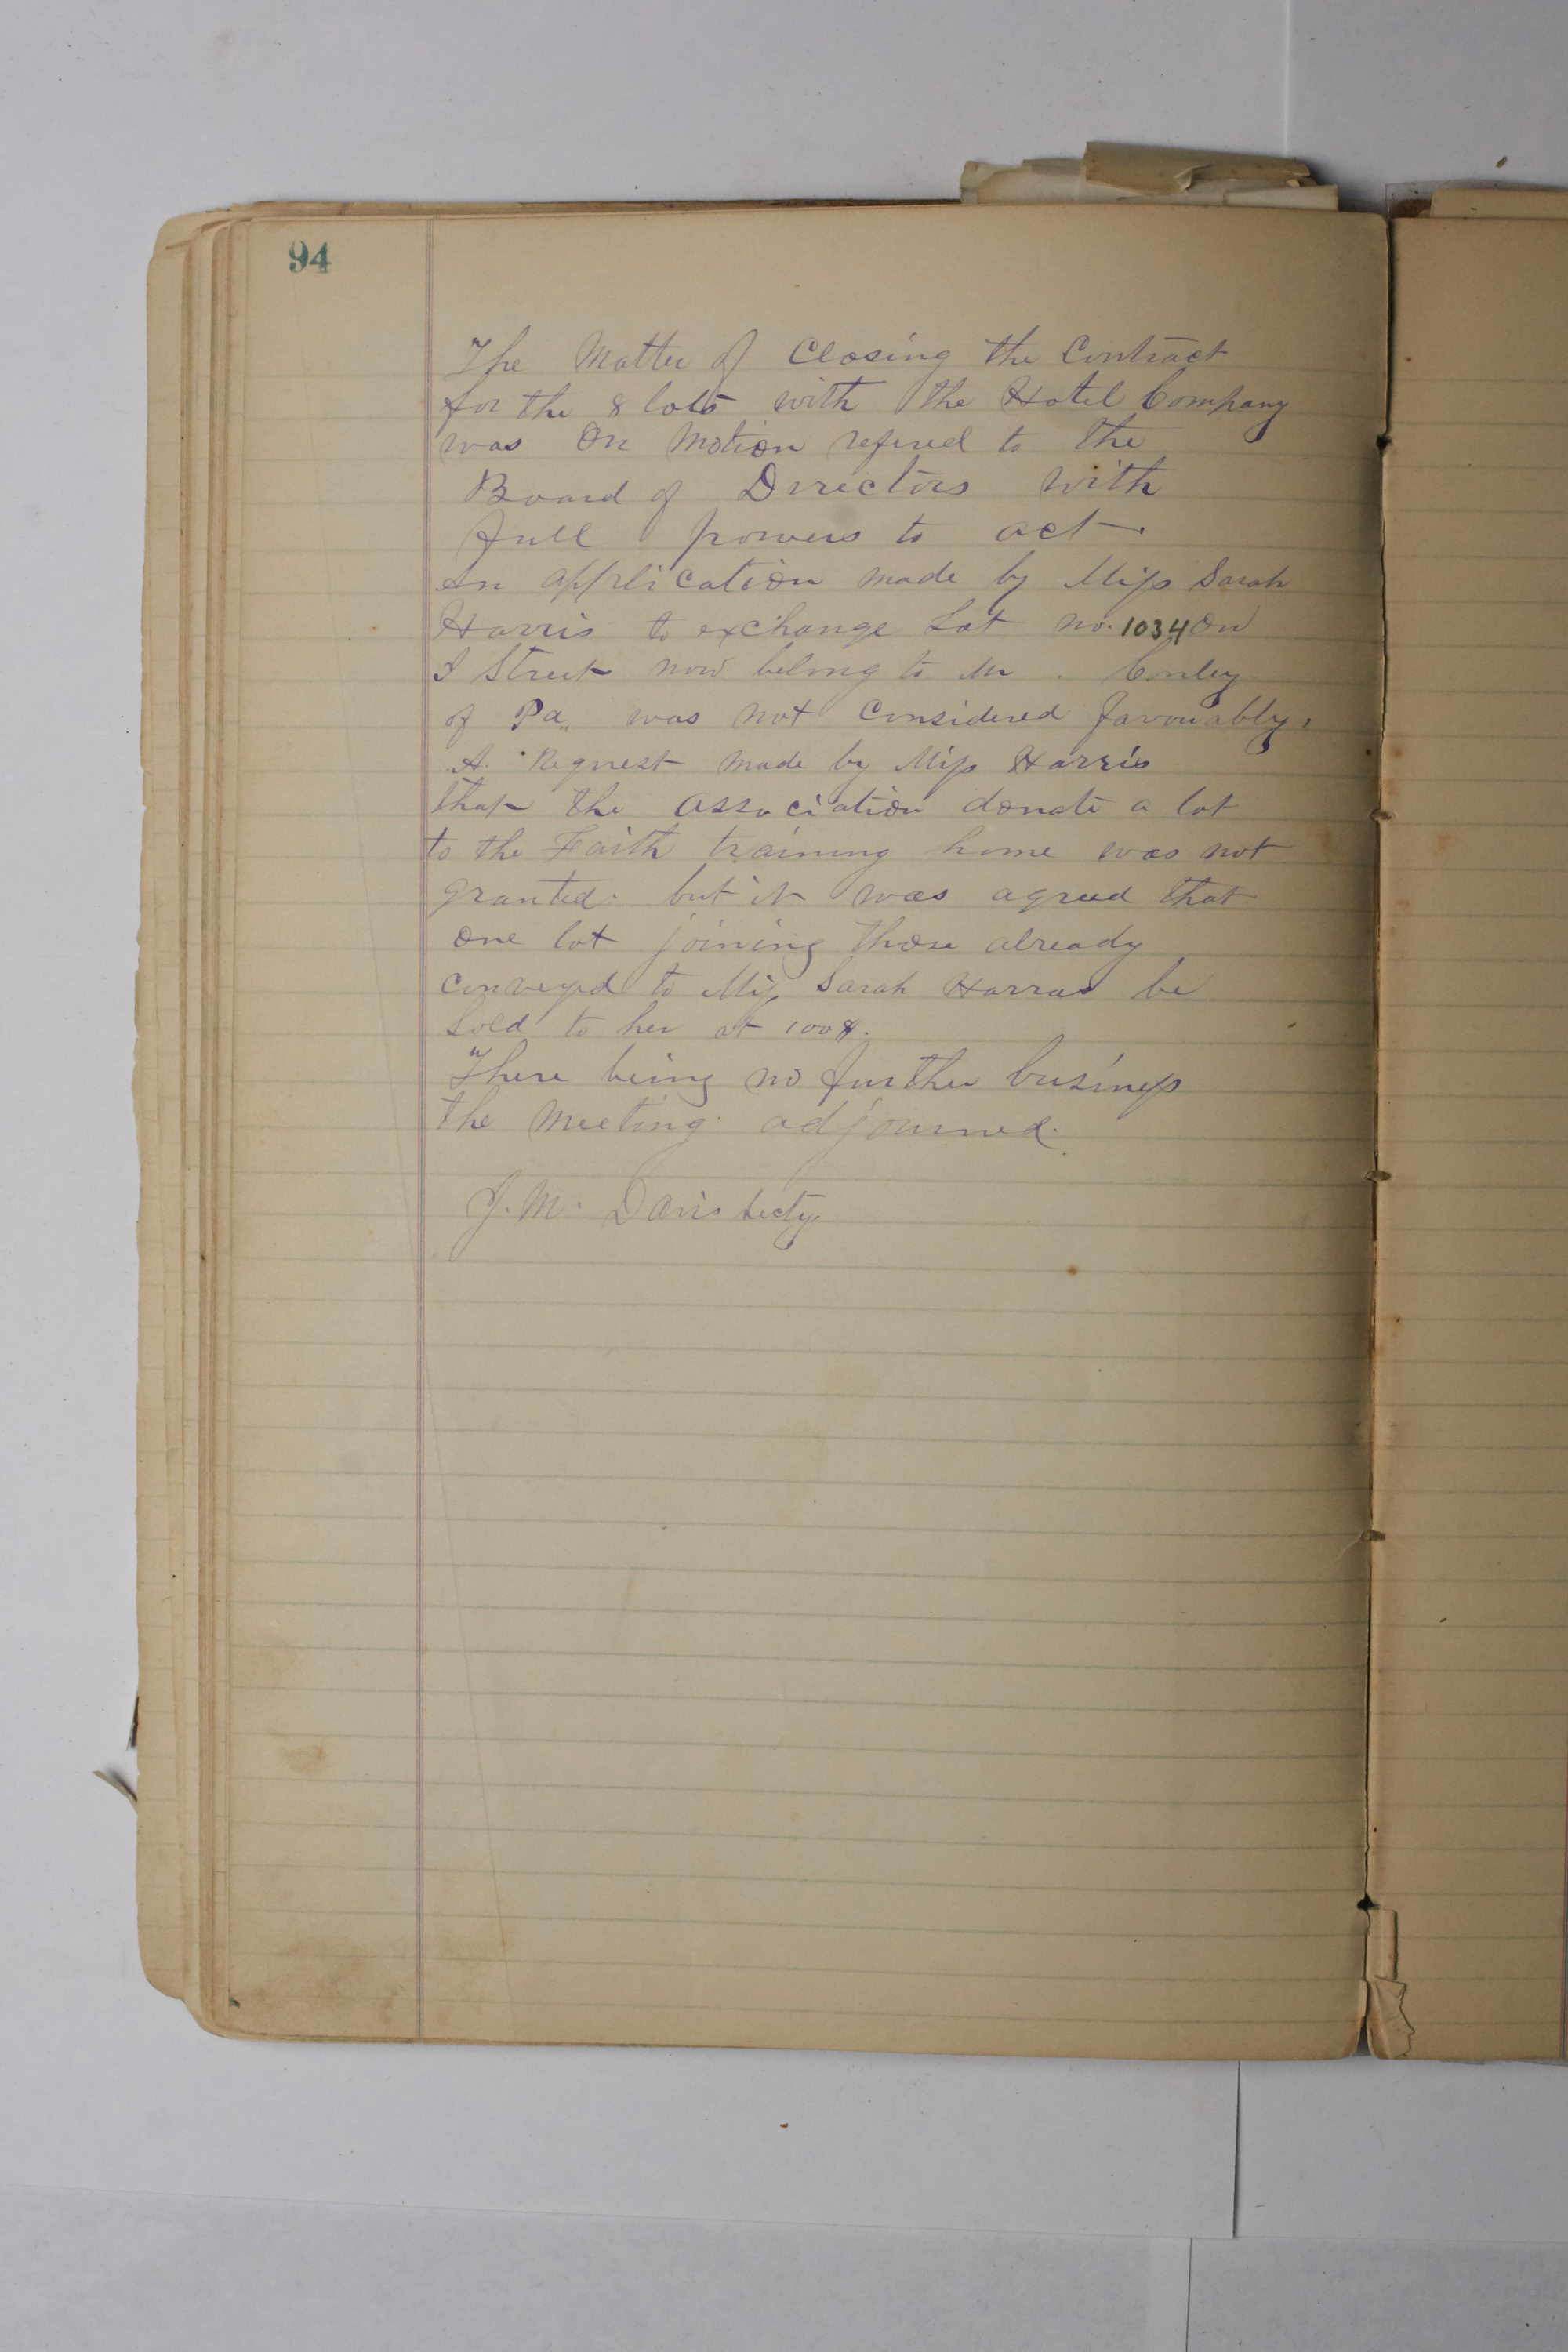 94
The Matter of Closing the Contract
for the 8 lots with the Hotel Company
was On Motion refered to the
Board of Directors with
full powers to act.
An application made by Miss Sarah
Harris to exchange Lot no. 1034 On
I Street now belong to Mr. Conley
of Pa,, was not Considered favourably.
A. Request made by Miss Harris
that the association donate a lot
to the Faith training home was not
granted. but it was agreed that
one lot joining those already
conveyed to Miss Sarah Harras be
Sold to her at 100$.
There being no further business
the Meeting adjourned.
J. M. Davis Secty.